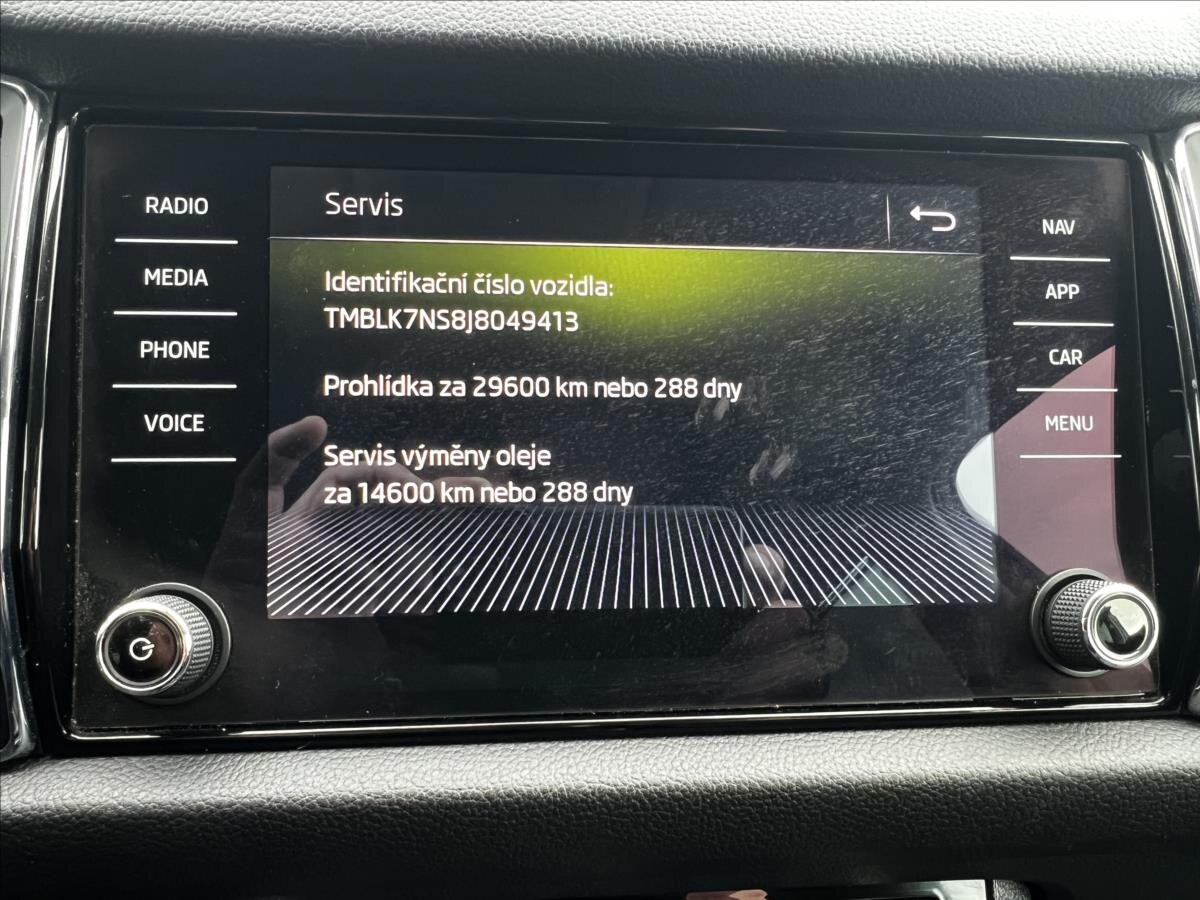 Servis
RADIO
MEDIA
PHONE
VOICE
Identifikační číslo vozidla:
TMBLK7NS8J8049413
Prohlídka za 29600 km nebo 288 dny
Servis výměny oleje
za 14600 km nebo 288 dny
NAV
APP
CAR
MENU